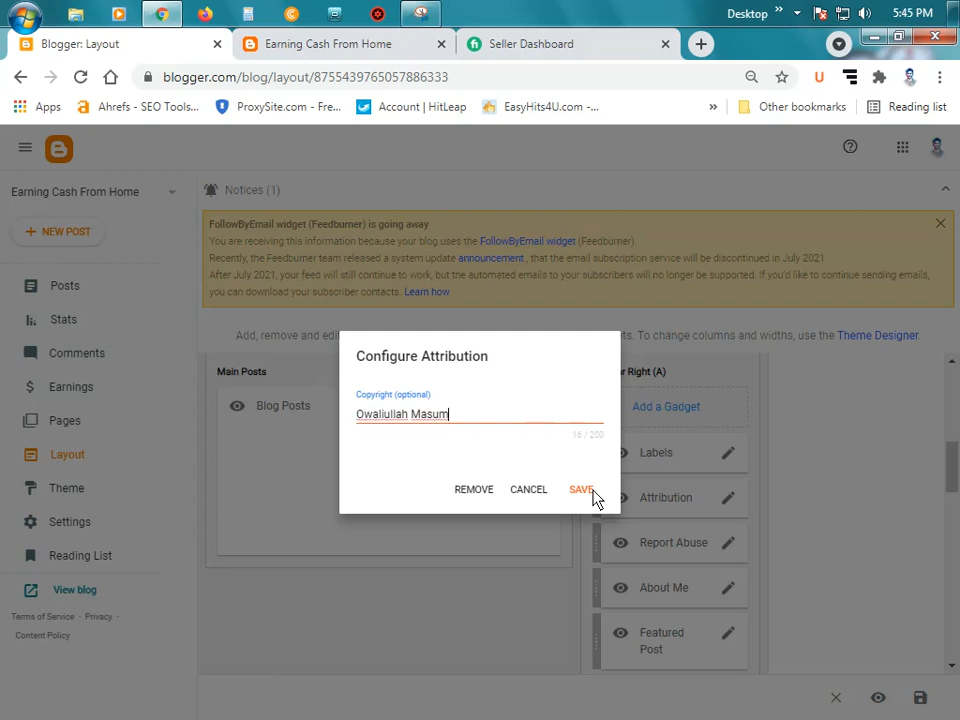 Desktop
»
5:45 PM
Blogger: Layout
Earning Cash From Home
Seller Dashboard
blogger.com/blog/layout/8755439765057886333
Apps
Ahrefs - SEO Tools...
ProxySite.com - Fre...
Account | HitLeap
EasyHits4U.com -...
»
Other bookmarks
Reading list
Earning Cash From Home
Notices (1)
+ NEW POST
FollowByEmail widget (Feedburner) is going away
You are receiving this information because your blog uses the FollowByEmail widget (Feedburner).
Recently, the Feedburner team released a system update announcement , that the email subscription service will be discontinued in July 2021.
After July 2021, your feed will still continue to work, but the automated emails to your subscribers will no longer be supported. If you'd like to continue sending emails,
you can download your subscriber contacts. Learn how
Posts
Stats
Comments
Earnings
Pages
Layout
Theme
Settings
Reading List
View blog
Terms of Service · Privacy ·
Content Policy
Add, remove and edi
ts. To change columns and widths, use the Theme Designer.
Main Posts
Blog Posts
Configure Attribution
Copyright (optional)
Owaliullah Masum
16 / 200
REMOVE
CANCEL
SAVE
ar Right (A)
Add a Gadget
Labels
Attribution
Report Abuse
About Me
Featured
Post